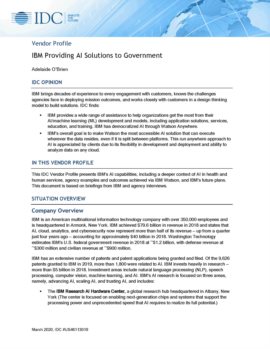 IDC
ANALYZE
THE
FUTURE
Vendor Profile
IBM Providing AI Solutions to Government
Adelaide O'Brien
IDC OPINION
IBM brings decades of experience to every engagement with customers, knows the challenges
agencies face in deploying mission outcomes, and works closely with customers in a design thinking
model to build solutions. IDC finds:
▪ IBM provides a wide range of assistance to help organizations get the most from their
AI/machine learning (ML) development and models, including application solutions, services,
education, and training. IBM has democratized AI through Watson Anywhere.
▪ IBM's overall goal is to make Watson the most accessible AI solution that can execute
wherever the data resides, even if it is split between platforms. This run-anywhere approach to
AI is appreciated by clients due to its flexibility in development and deployment and ability to
analyze data on any cloud.
IN THIS VENDOR PROFILE
This IDC Vendor Profile presents IBM's AI capabilities, including a deeper context of AI in health and
human services, agency examples and outcomes achieved via IBM Watson, and IBM's future plans.
This document is based on briefings from IBM and agency interviews.
SITUATION OVERVIEW
Company Overview
IBM is an American multinational information technology company with over 350,000 employees and
is headquartered in Armonk, New York. IBM achieved $79.6 billion in revenue in 2018 and states that
AI, cloud, analytics, and cybersecurity now represent more than half of its revenue – up from a quarter
just four years ago – accounting for approximately $40 billion in 2018. Washington Technology
estimates IBM's U.S. federal government revenue in 2018 at ~$1.2 billion, with defense revenue at
~$300 million and civilian revenue at ~$900 million.
IBM has an extensive number of patents and patent applications being granted and filed. Of the 9,600
patents granted to IBM in 2019, more than 1,800 were related to AI. IBM invests heavily in research –
more than $5 billion in 2018. Investment areas include natural language processing (NLP), speech
processing, computer vision, machine learning, and AI. IBM's AI research is focused on three areas,
namely, advancing AI, scaling AI, and trusting AI, and includes:
▪ The IBM Research AI Hardware Center, a global research hub headquartered in Albany, New
York (The center is focused on enabling next-generation chips and systems that support the
processing power and unprecedented speed that AI requires to realize its full potential.)
March 2020, IDC #US46113019